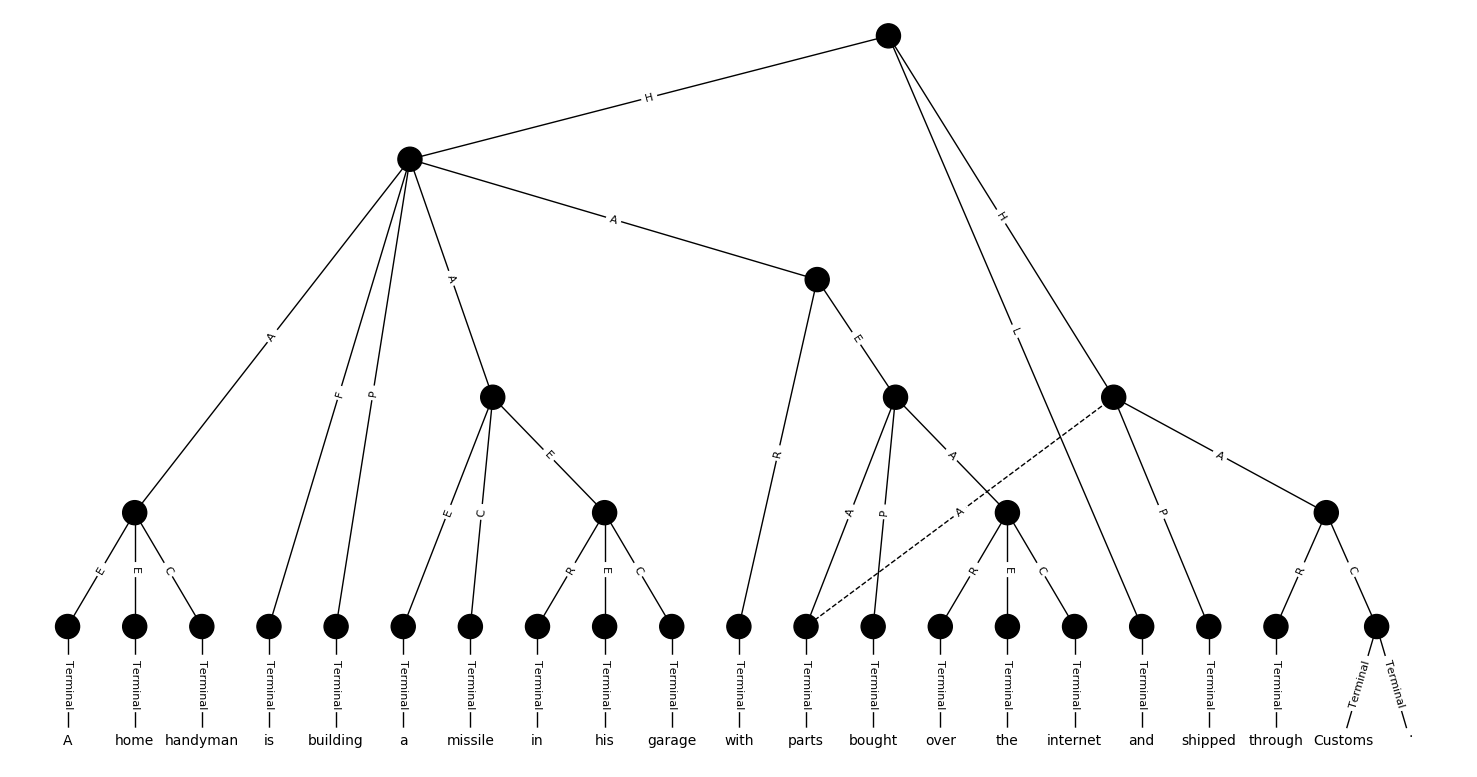 H
A
A
H
A
A
F
P
L
E
R
E
A
A
E
C
A
P
A
P
E
E
C
R
E
C
R
E
C
R
C
Terminal Terminal Terminal Terminal Terminal Terminal Terminal Terminal Terminal Terminal Terminal Terminal Terminal Terminal Terminal Terminal Terminal Terminal Terminal Terminal Terminal
A home handyman is building a missile in his garage with parts bought over the internet and shipped through Customs .